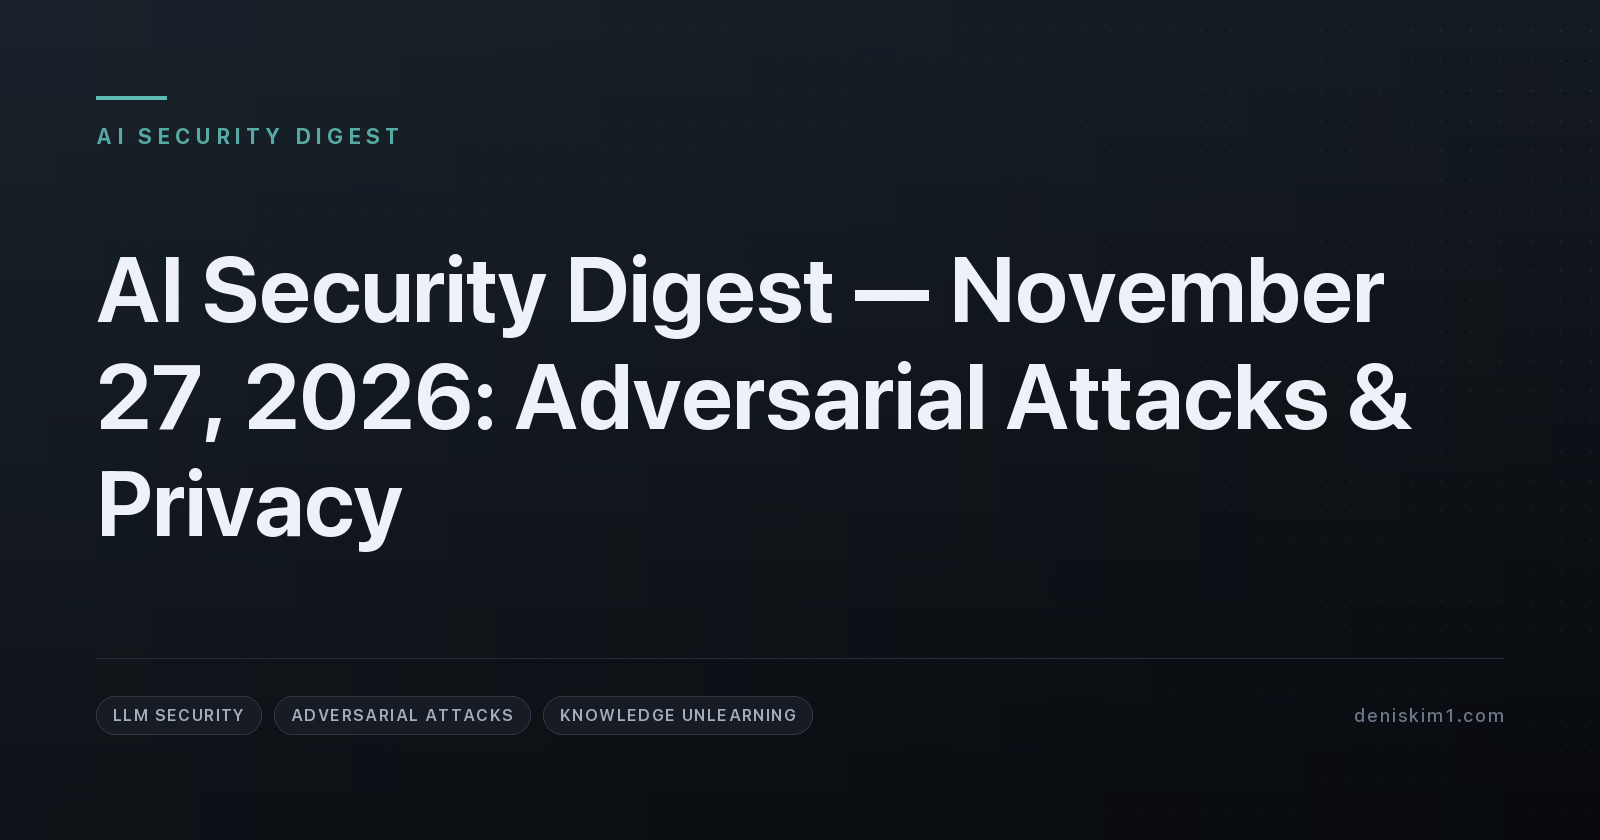 AI SECURITY DIGEST
AI Security Digest — November
27, 2026: Adversarial Attacks &
Privacy
LLM SECURITY
ADVERSARIAL ATTACKS
KNOWLEDGE UNLEARNING
deniskim1.com